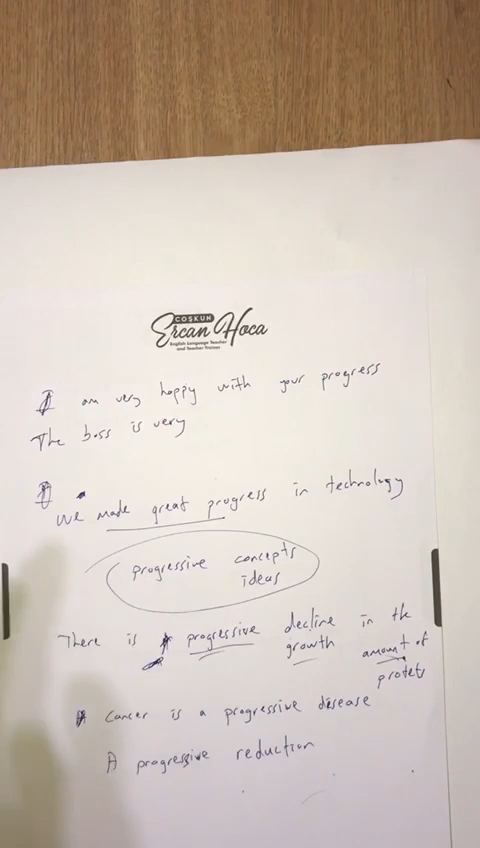 COŞKUN
Ercan Hoca
English Language Teacher
and Teacher Trainer
I am very happy with your progress
The boss is very
We made great progress in technology
progressive concepts
ideas
There is progressive decline in the
growth amount of
Cancer is a progressive disease
A progressive reduction